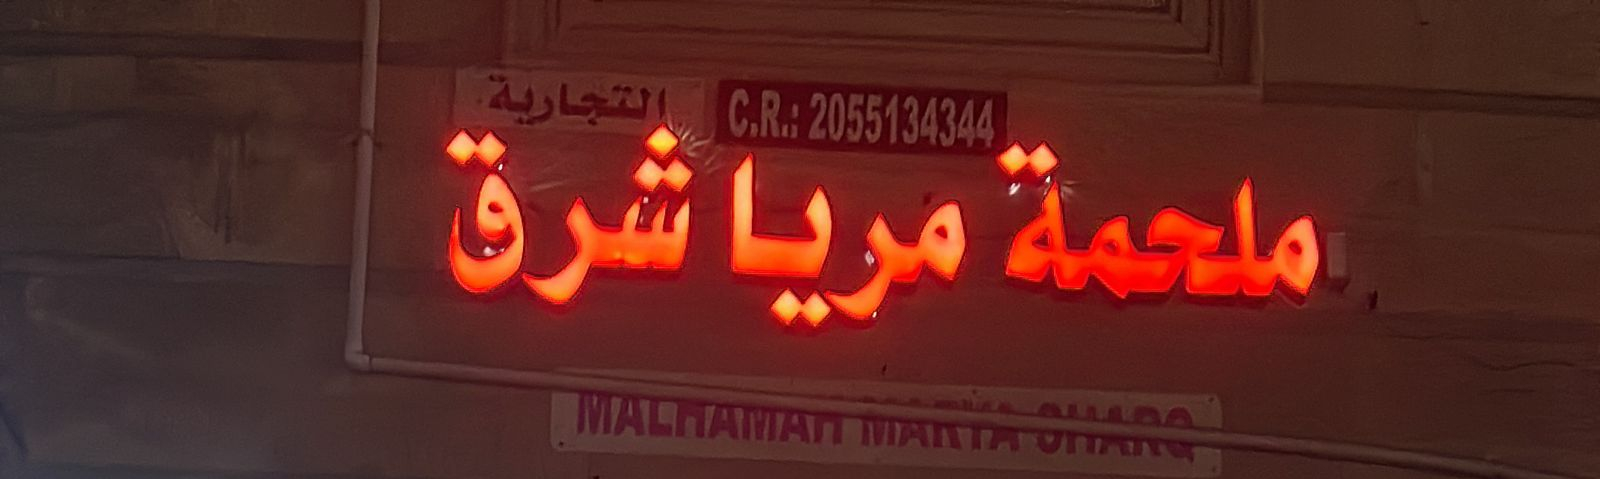 التجارية
C.R.: 2055134344
ملحمة مريا شرق
MALHAMAH MARYA SHARQ